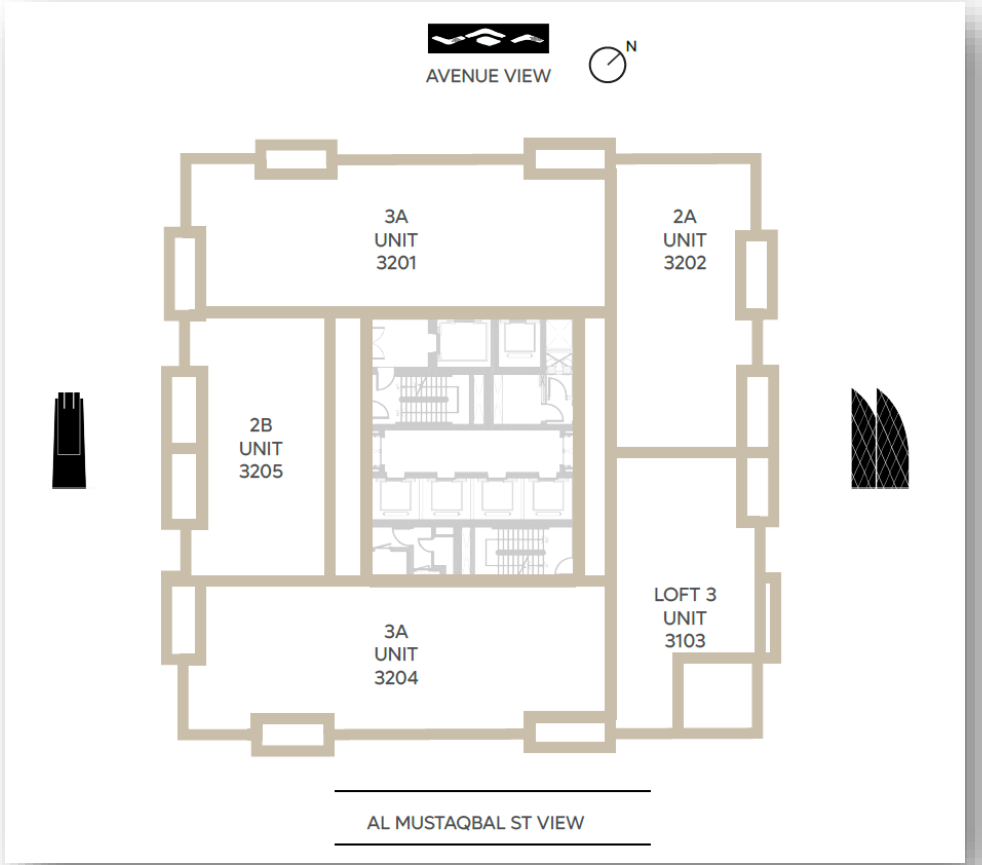 N
AVENUE VIEW
3A
UNIT
3201
2A
UNIT
3202
2B
UNIT
3205
LOFT 3
UNIT
3103
3A
UNIT
3204
AL MUSTAQBAL ST VIEW